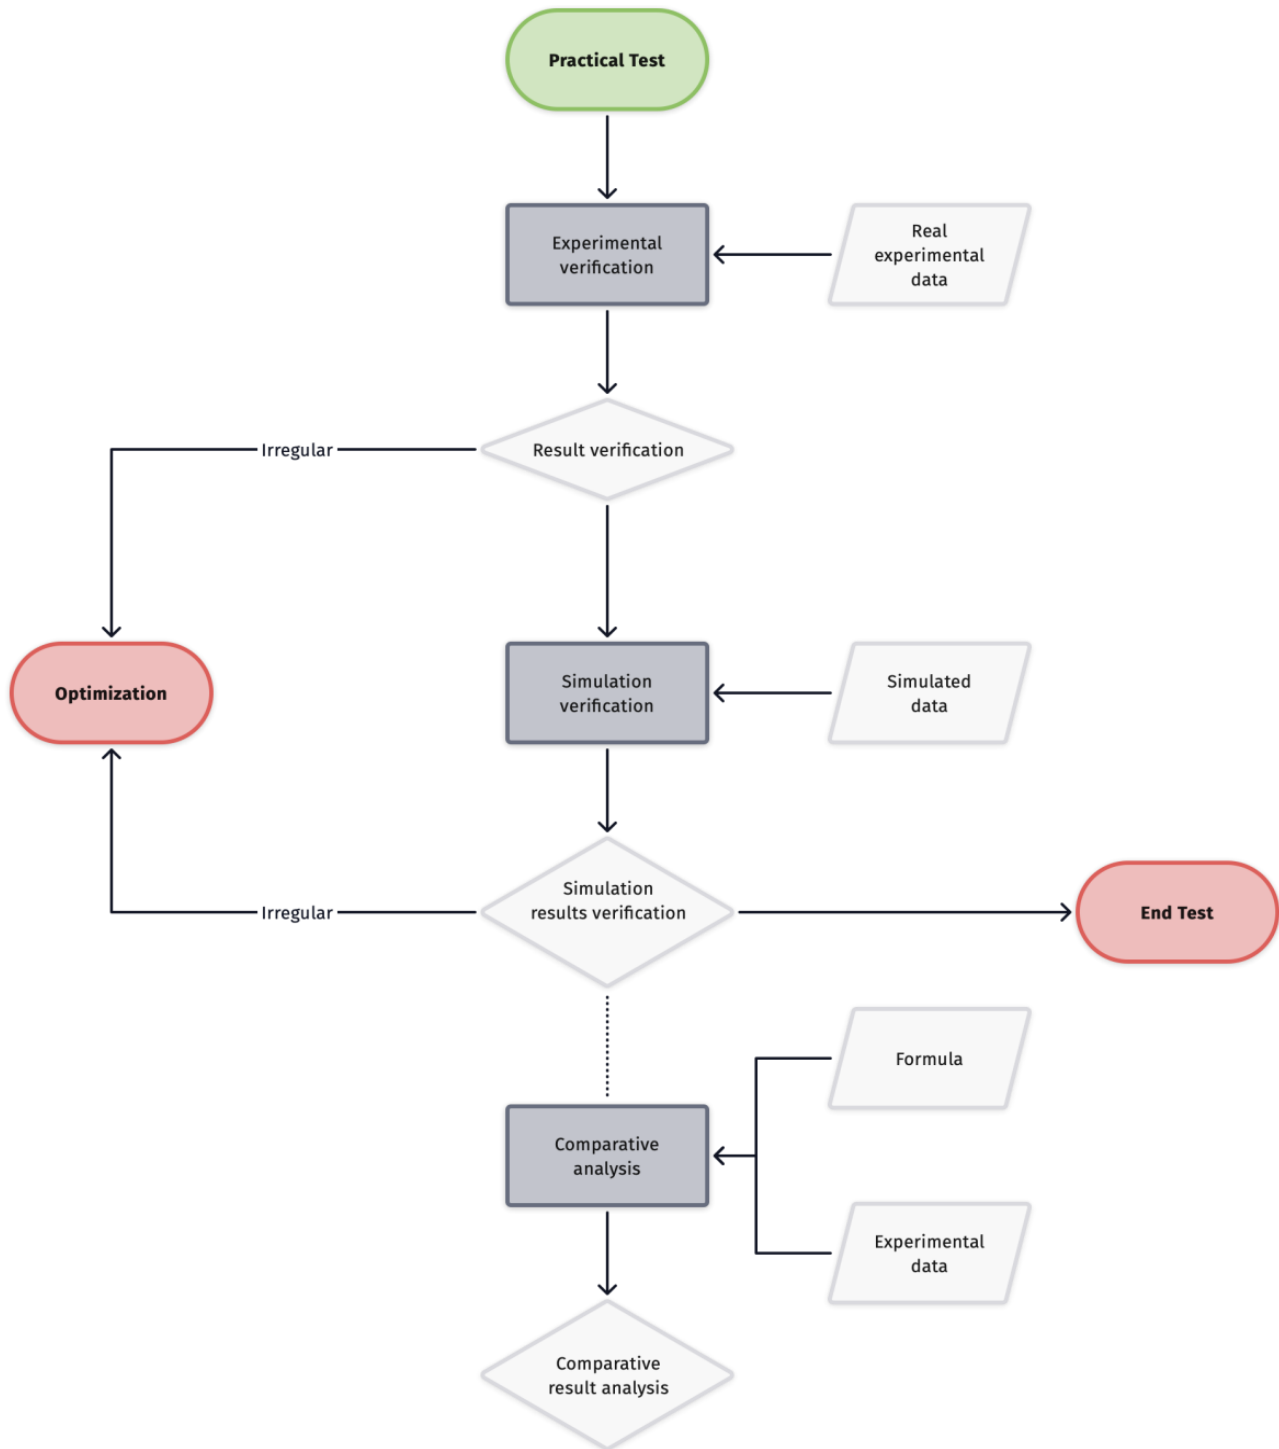 Practical Test
Experimental
verification
Real
experimental
data
Irregular
Result verification
Optimization
Simulation
verification
Simulated
data
Simulation
results verification
Irregular
End Test
Formula
Comparative
analysis
Experimental
data
Comparative
result analysis